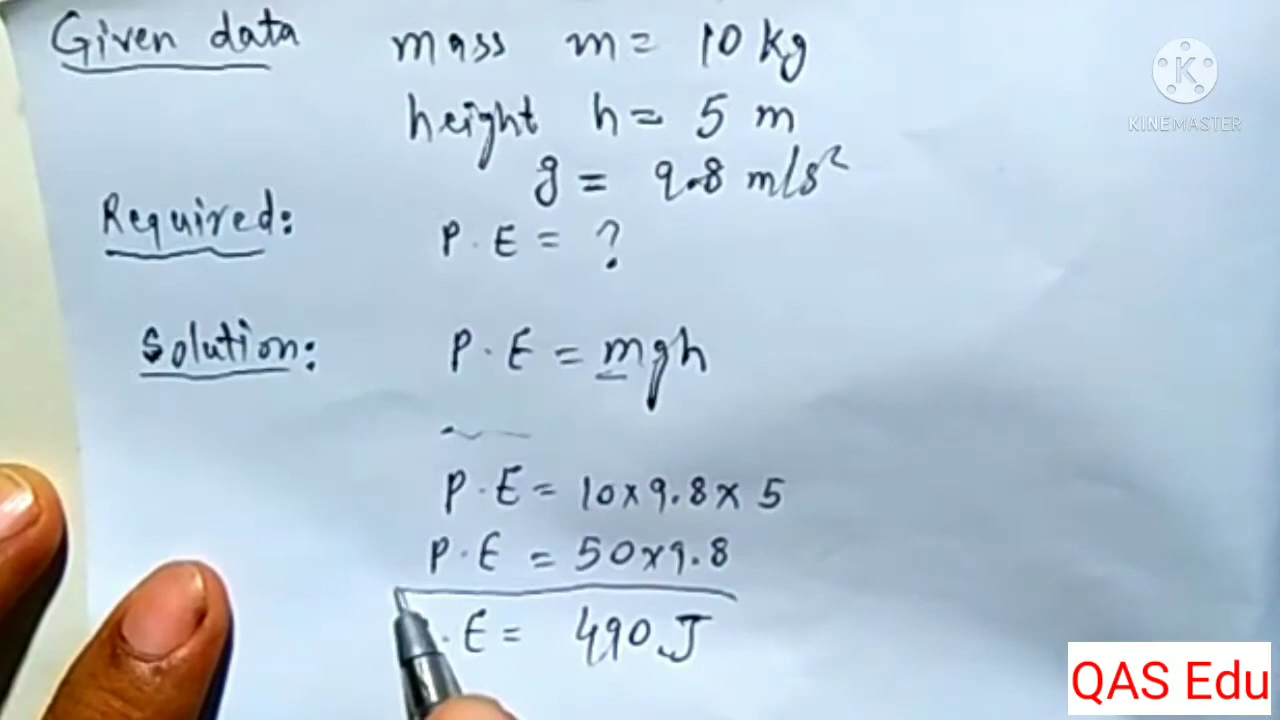 Given data mass m = 10 kg
height h = 5 m
g = 9.8 m/s²
Required: P.E = ?
Solution: P.E = mgh
P.E = 10 x 9.8 x 5
P.E = 50 x 9.8
.E = 490 J
K
KINEMASTER
QAS Edu